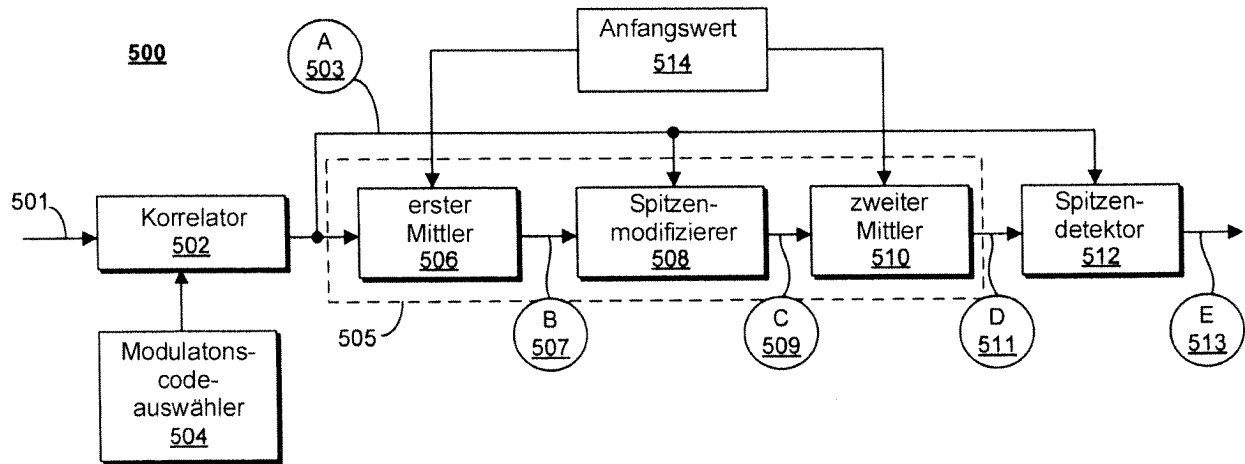 500
A
503
Anfangswert
514
501
Korrelator
502
erster
Mittler
506
Spitzen-
modifizierer
508
zweiter
Mittler
510
Spitzen-
detektor
512
505
B
507
C
509
D
511
E
513
Modulatons-
code-
auswähler
504